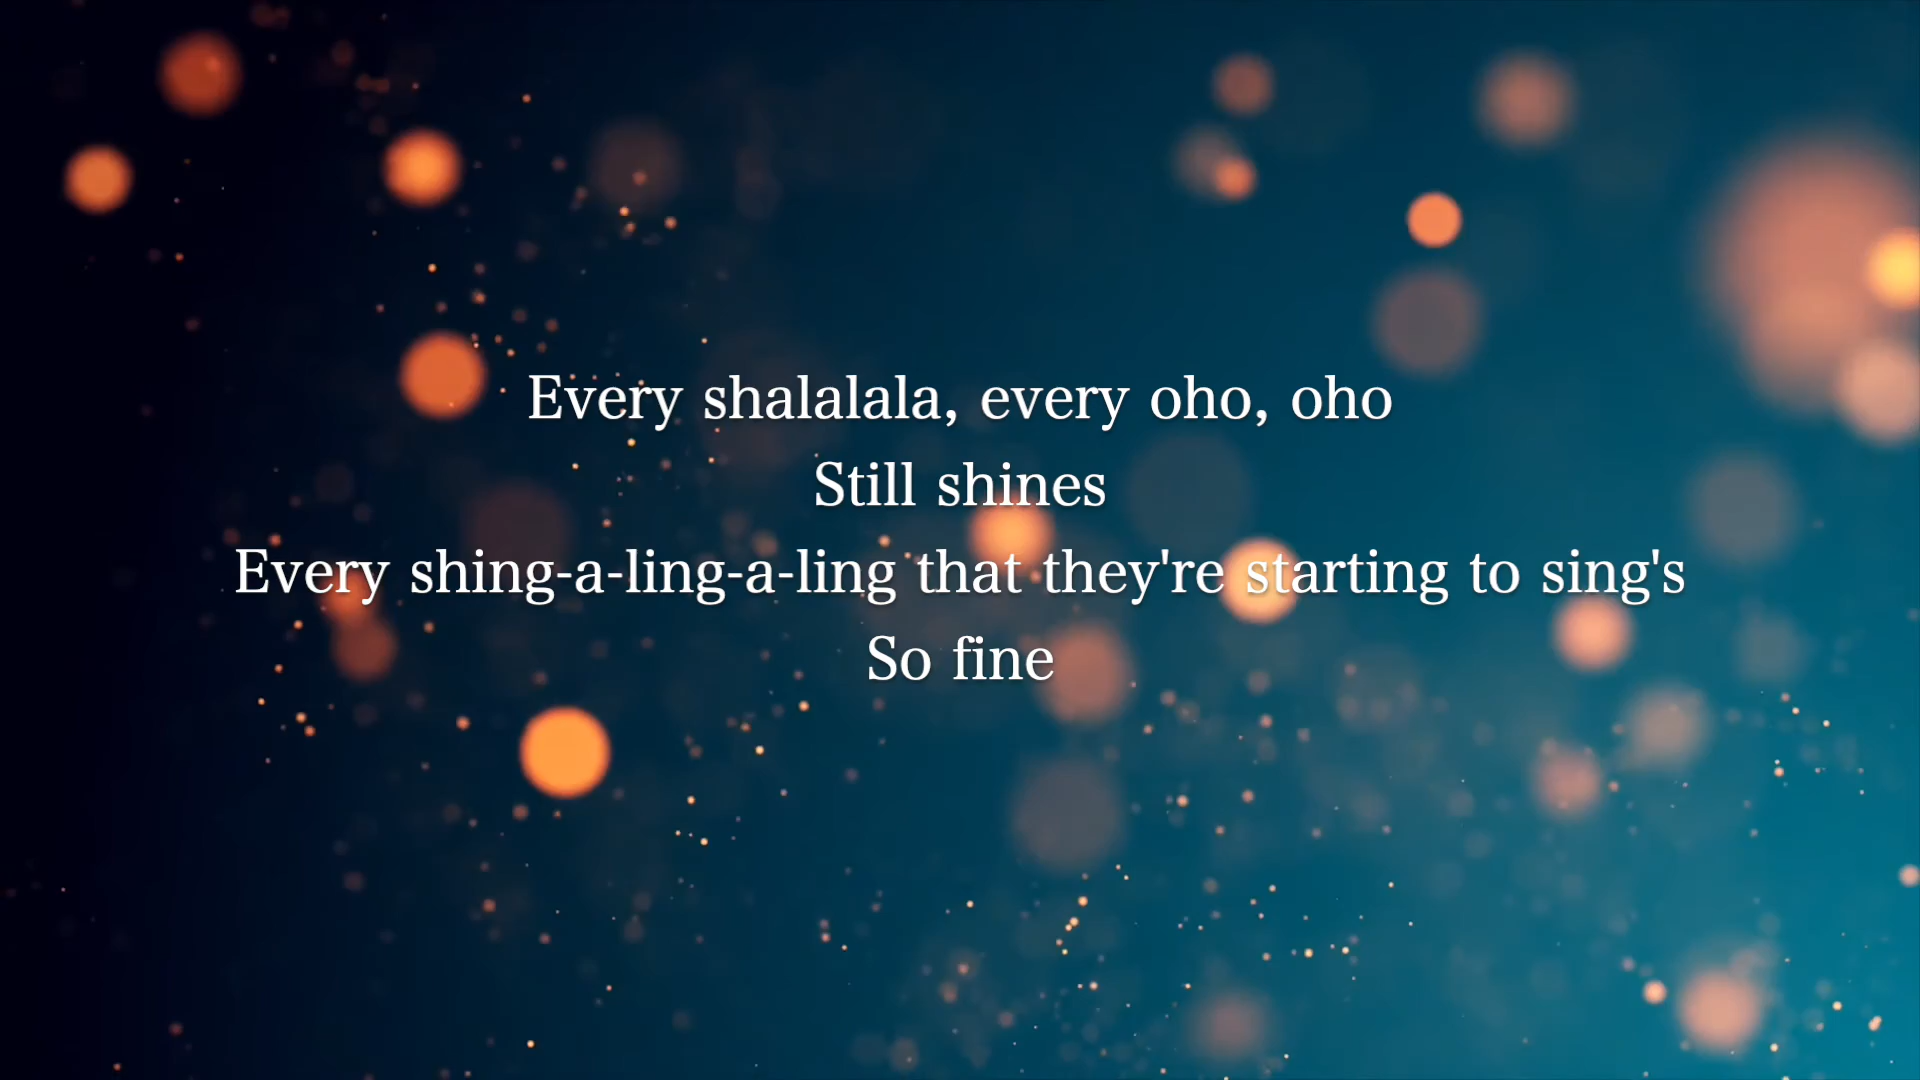 Every shalalala, every oho, oho
Still shines
Every shing-a-ling-a-ling that they're starting to sing's
So fine